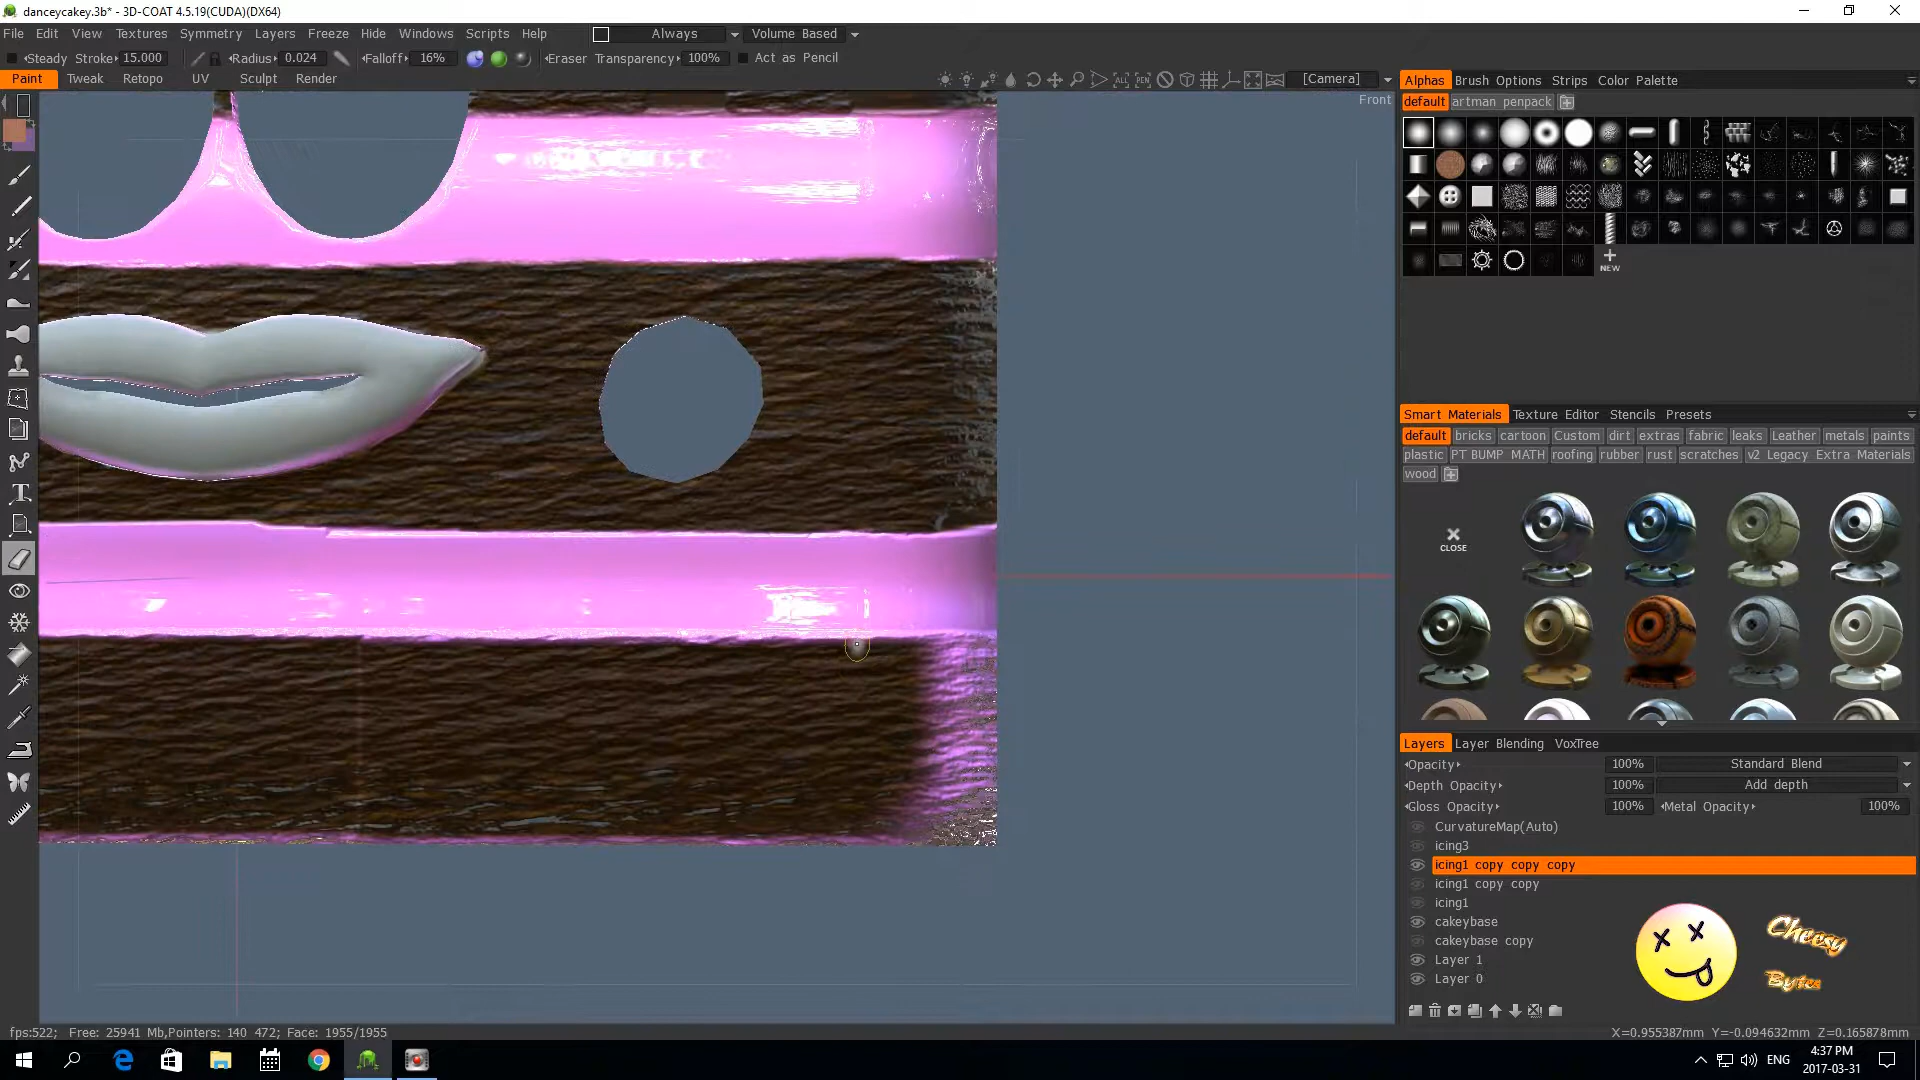 danceycakey.3b* - 3D-COAT 4.5.19(CUDA)(DX64)
File Edit View Textures Symmetry Layers Freeze Hide Windows Scripts Help Always Volume Based
Steady Stroke 15.000 Radius 0.024 Falloff 16% Eraser Transparency 100% Act as Pencil
Paint Tweak Retopo UV Sculpt Render [Camera] Alphas Brush Options Strips Color Palette
Front default artman penpack
NEW
Smart Materials Texture Editor Stencils Presets
default bricks cartoon Custom dirt extras fabric leaks Leather metals paints
plastic PT BUMP MATH roofing rubber rust scratches v2 Legacy Extra Materials
wood
CLOSE
Layers Layer Blending VoxTree
Opacity 100% Standard Blend
Depth Opacity 100% Add depth
Gloss Opacity 100% Metal Opacity 100%
CurvatureMap(Auto)
icing3
icing1 copy copy copy
icing1 copy copy
icing1
cakeybase
cakeybase copy
Layer 1
Layer 0
Cheesy
Bytes
fps:522; Free: 25941 Mb,Pointers: 140 472; Face: 1955/1955 X=0.955387mm Y=-0.094632mm Z=0.165878mm
ENG 4:37 PM
2017-03-31